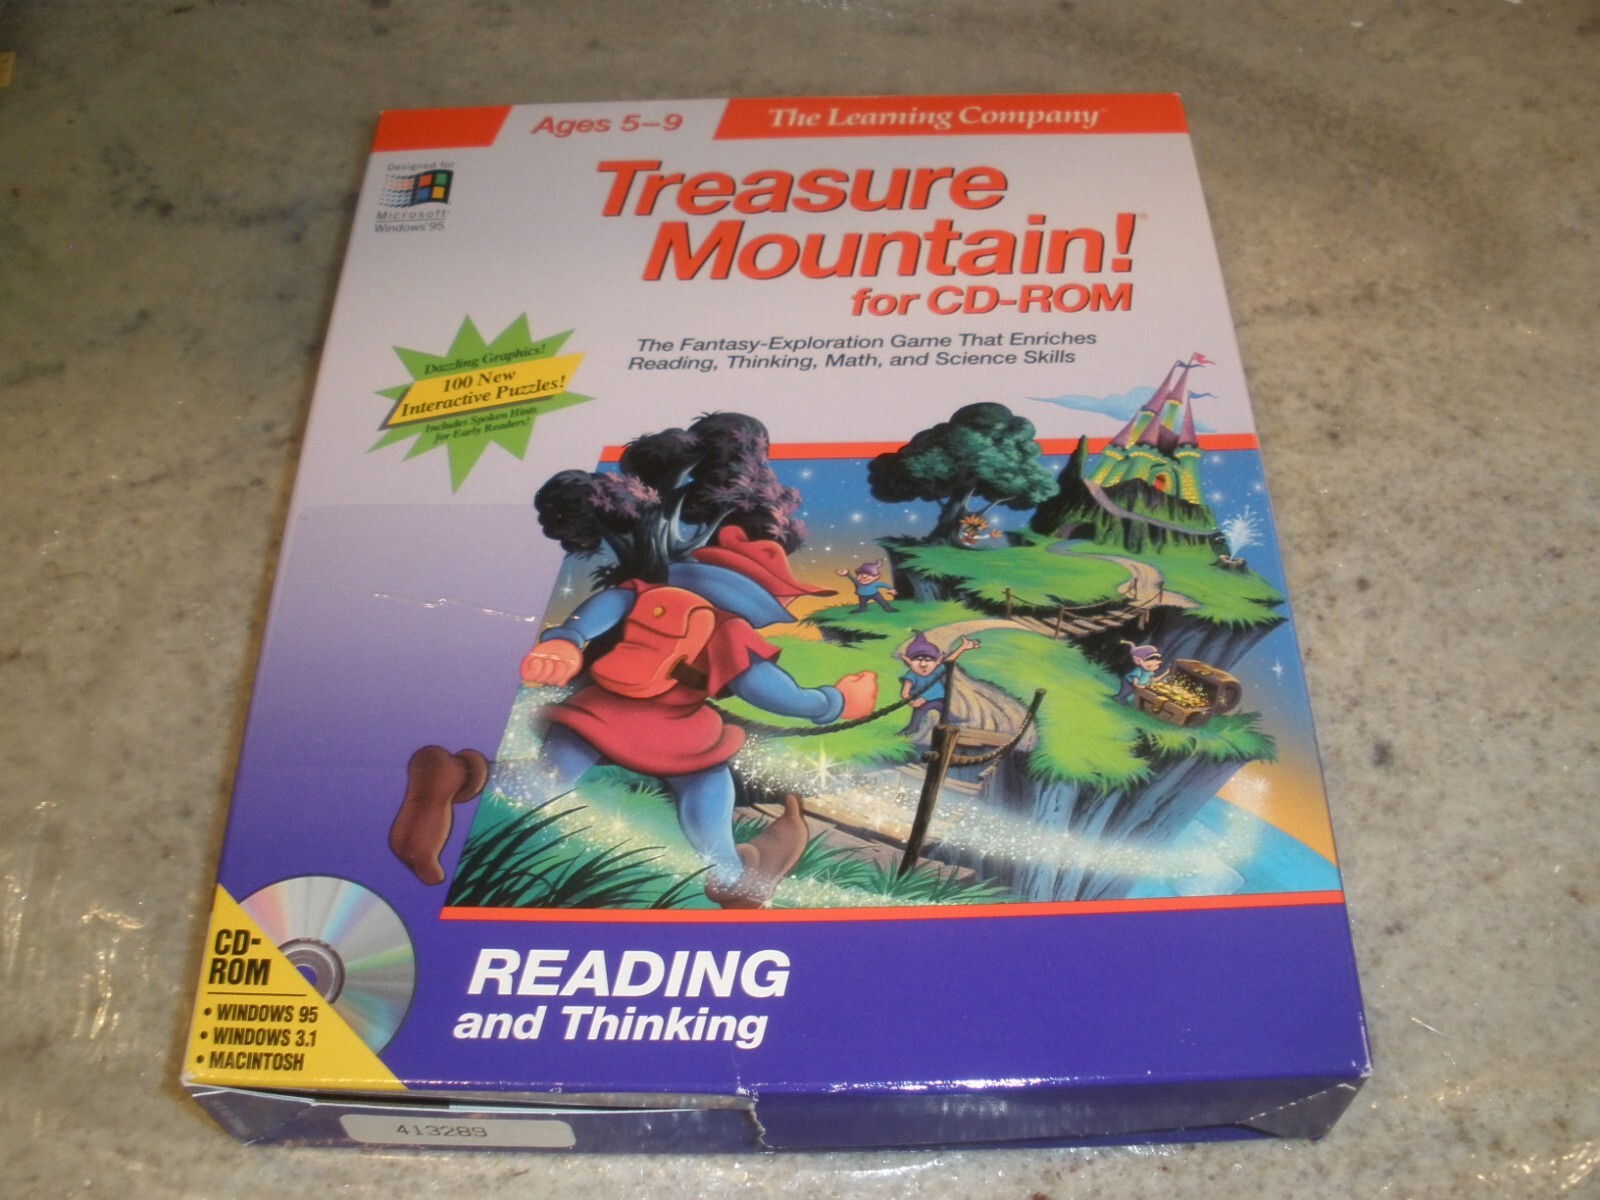 Ages 5–9
The Learning Company™
Designed for
Microsoft®
Windows®95
Treasure
Mountain!®
for CD-ROM
The Fantasy-Exploration Game That Enriches
Reading, Thinking, Math, and Science Skills
Dazzling Graphics!
100 New
Interactive Puzzles!
Includes Spoken Hints
for Early Readers!
CD-
ROM
• WINDOWS 95
• WINDOWS 3.1
• MACINTOSH
READING
and Thinking
413289